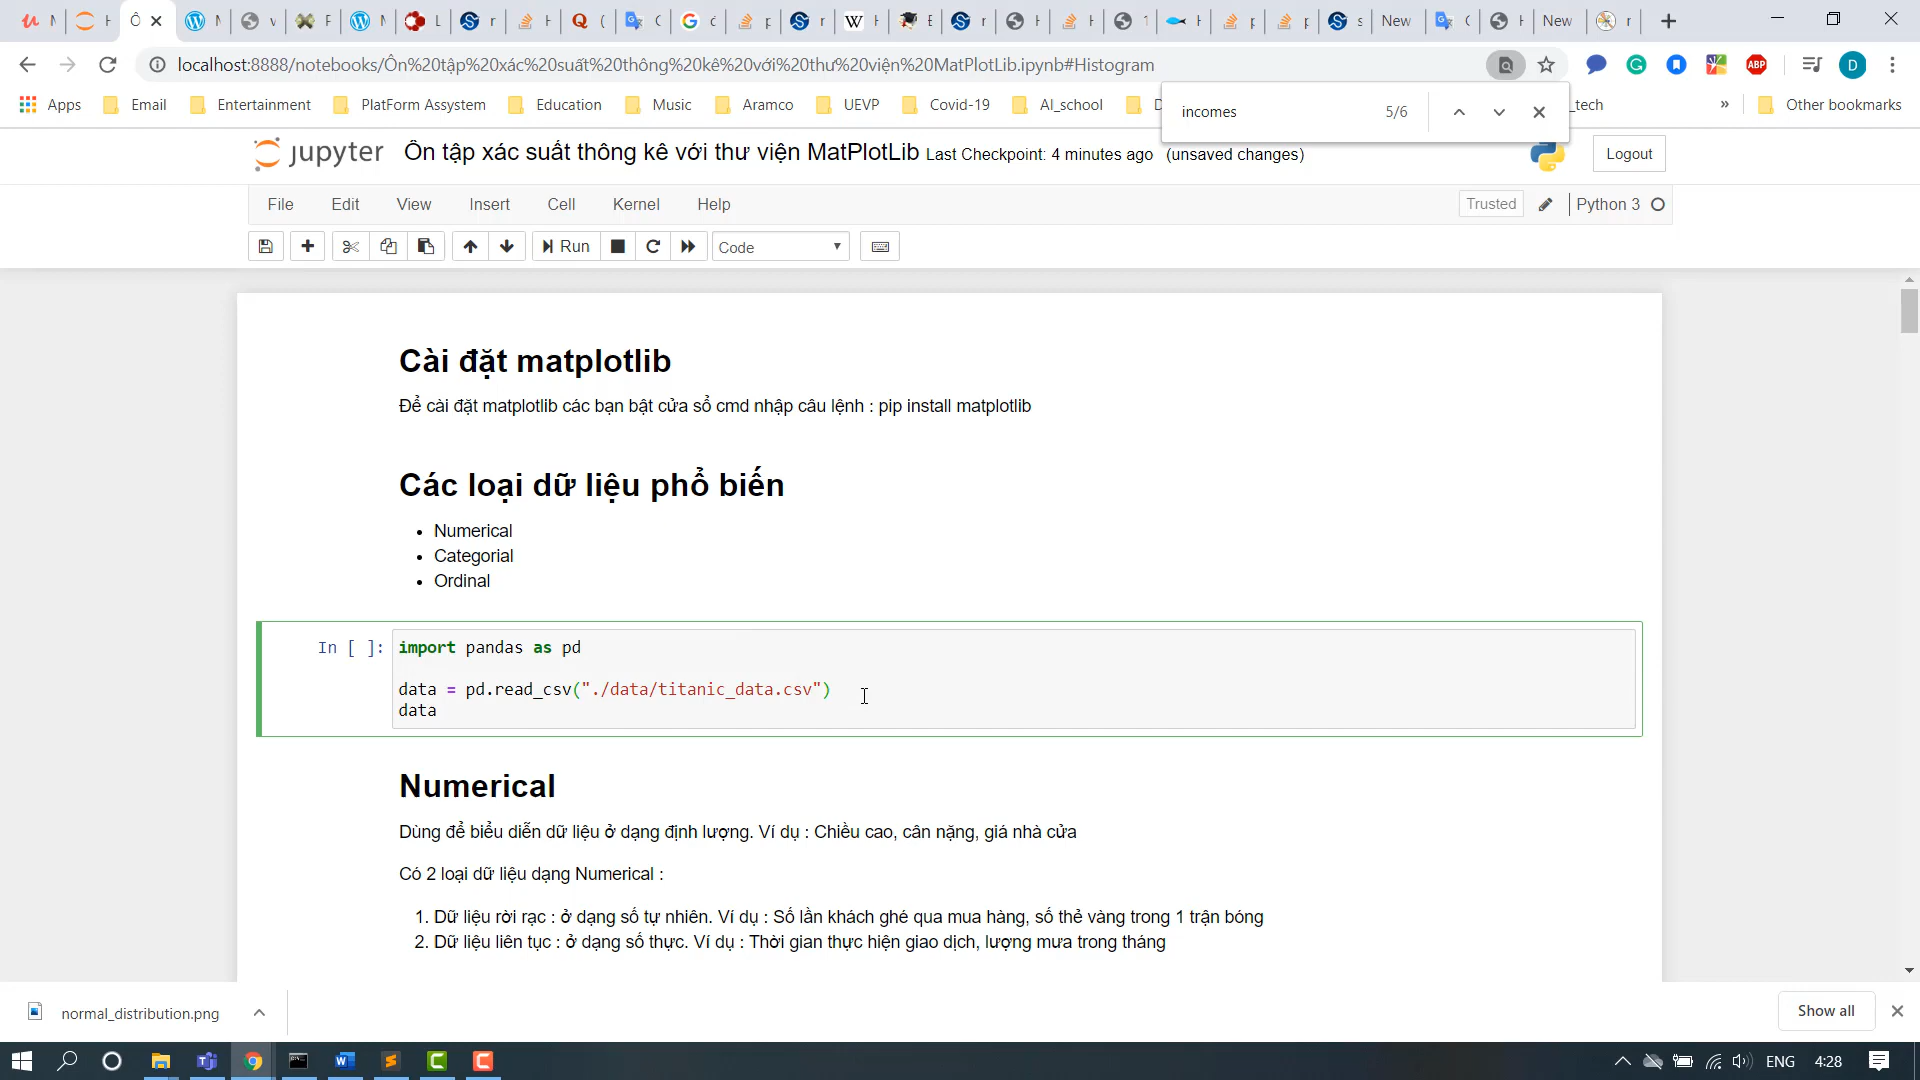 New
New
localhost:8888/notebooks/Ôn%20tập%20xác%20suất%20thông%20kê%20với%20thư%20viện%20MatPlotLib.ipynb#Histogram
Apps Email Entertainment PlatForm Assystem Education Music Aramco UEVP Covid-19 AI_school _tech » Other bookmarks
incomes 5/6
jupyter Ôn tập xác suất thông kê với thư viện MatPlotLib Last Checkpoint: 4 minutes ago (unsaved changes) Logout
File Edit View Insert Cell Kernel Help Trusted Python 3
Run Code
Cài đặt matplotlib
Để cài đặt matplotlib các bạn bật cửa sổ cmd nhập câu lệnh : pip install matplotlib
Các loại dữ liệu phổ biến
• Numerical
• Categorial
• Ordinal
In [ ]: import pandas as pd
data = pd.read_csv("./data/titanic_data.csv")
data
Numerical
Dùng để biểu diễn dữ liệu ở dạng định lượng. Ví dụ : Chiều cao, cân nặng, giá nhà cửa
Có 2 loại dữ liệu dạng Numerical :
1. Dữ liệu rời rạc : ở dạng số tự nhiên. Ví dụ : Số lần khách ghé qua mua hàng, số thẻ vàng trong 1 trận bóng
2. Dữ liệu liên tục : ở dạng số thực. Ví dụ : Thời gian thực hiện giao dịch, lượng mưa trong tháng
normal_distribution.png Show all
ENG 4:28